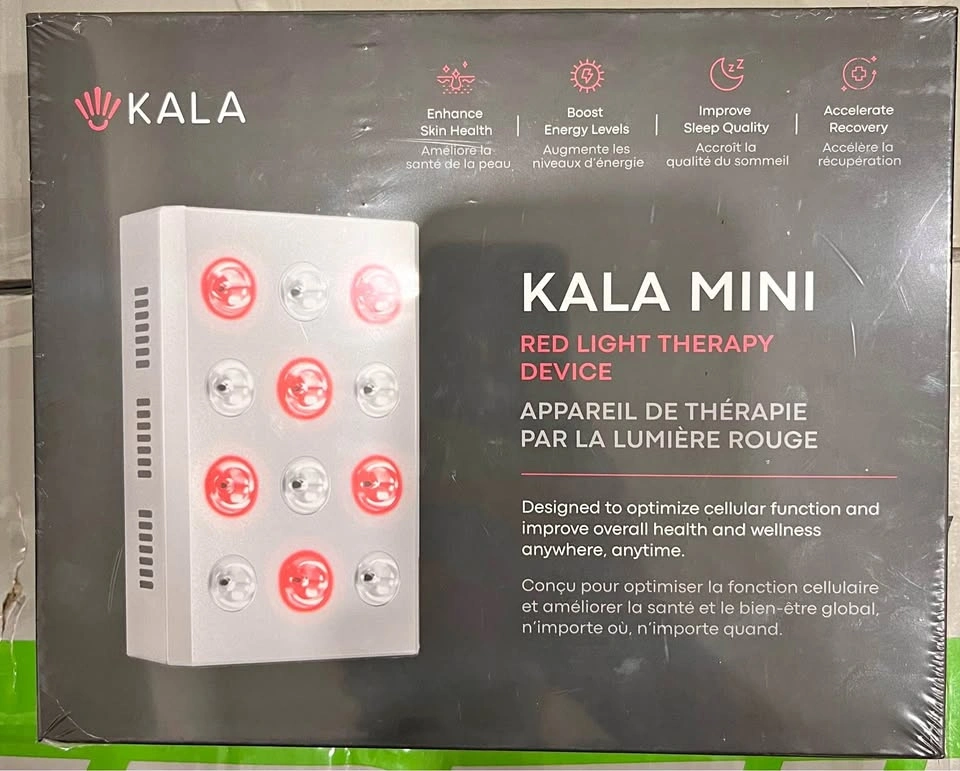 KALA
Enhance
Skin Health
Améliore la
santé de la peau
Boost
Energy Levels
Augmente les
niveaux d'énergie
Improve
Sleep Quality
Accroît la
qualité du sommeil
Accelerate
Recovery
Accélère la
récupération
KALA MINI
RED LIGHT THERAPY
DEVICE
APPAREIL DE THÉRAPIE
PAR LA LUMIÈRE ROUGE
Designed to optimize cellular function and
improve overall health and wellness
anywhere, anytime.
Conçu pour optimiser la fonction cellulaire
et améliorer la santé et le bien-être global,
n'importe où, n'importe quand.